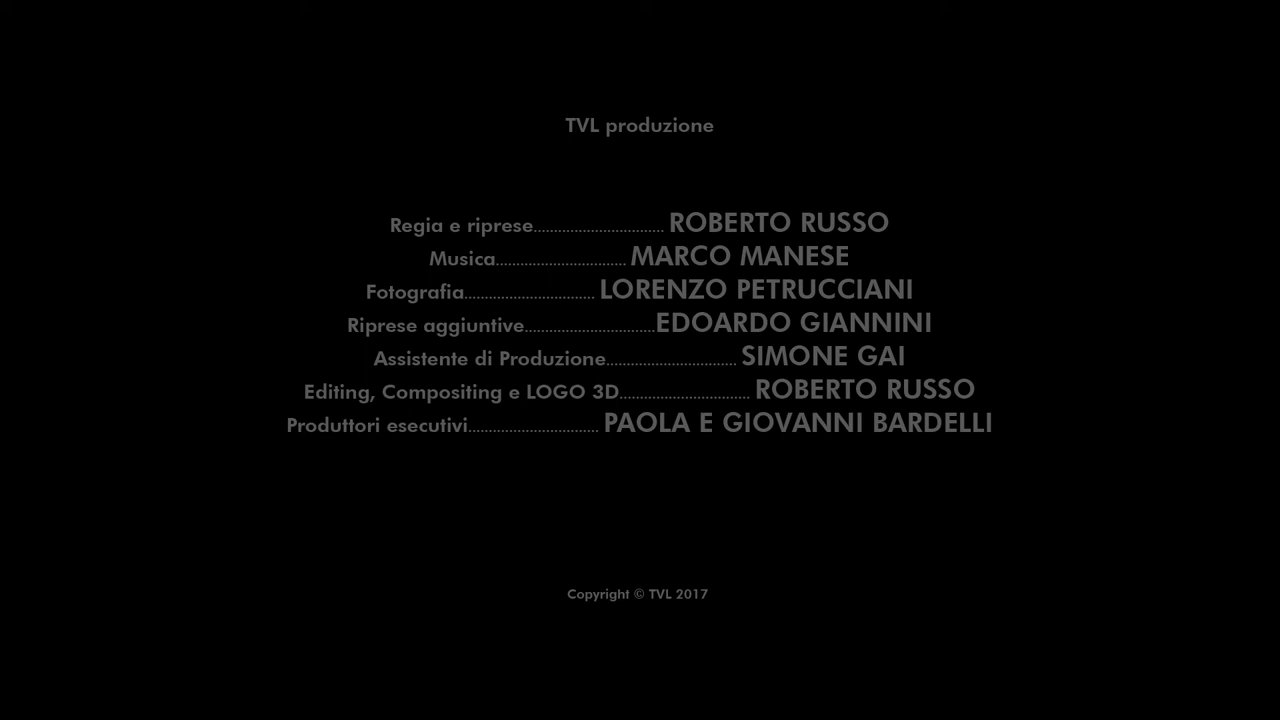 TVL produzione
Regia e riprese................................ ROBERTO RUSSO
Musica................................ MARCO MANESE
Fotografia................................ LORENZO PETRUCCIANI
Riprese aggiuntive................................EDOARDO GIANNINI
Assistente di Produzione................................ SIMONE GAI
Editing, Compositing e LOGO 3D................................ ROBERTO RUSSO
Produttori esecutivi................................ PAOLA E GIOVANNI BARDELLI
Copyright © TVL 2017